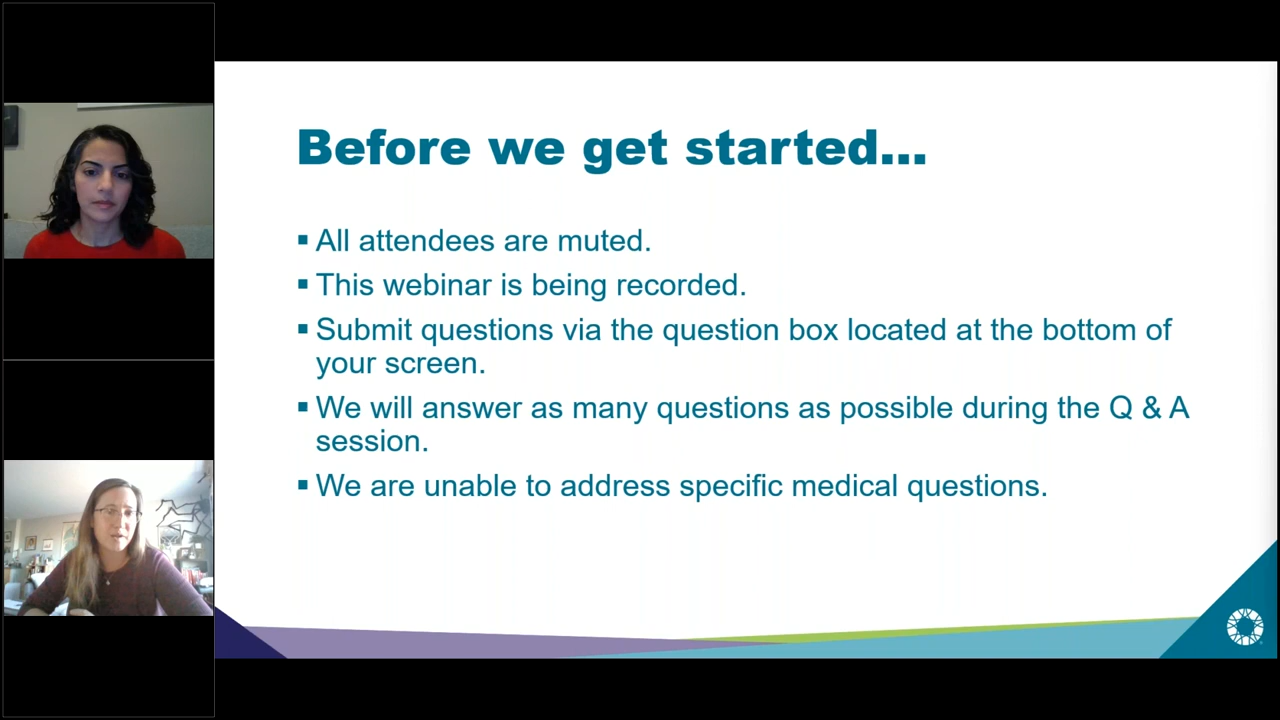 Before we get started...
▪ All attendees are muted.
▪ This webinar is being recorded.
▪ Submit questions via the question box located at the bottom of
your screen.
▪ We will answer as many questions as possible during the Q & A
session.
▪ We are unable to address specific medical questions.